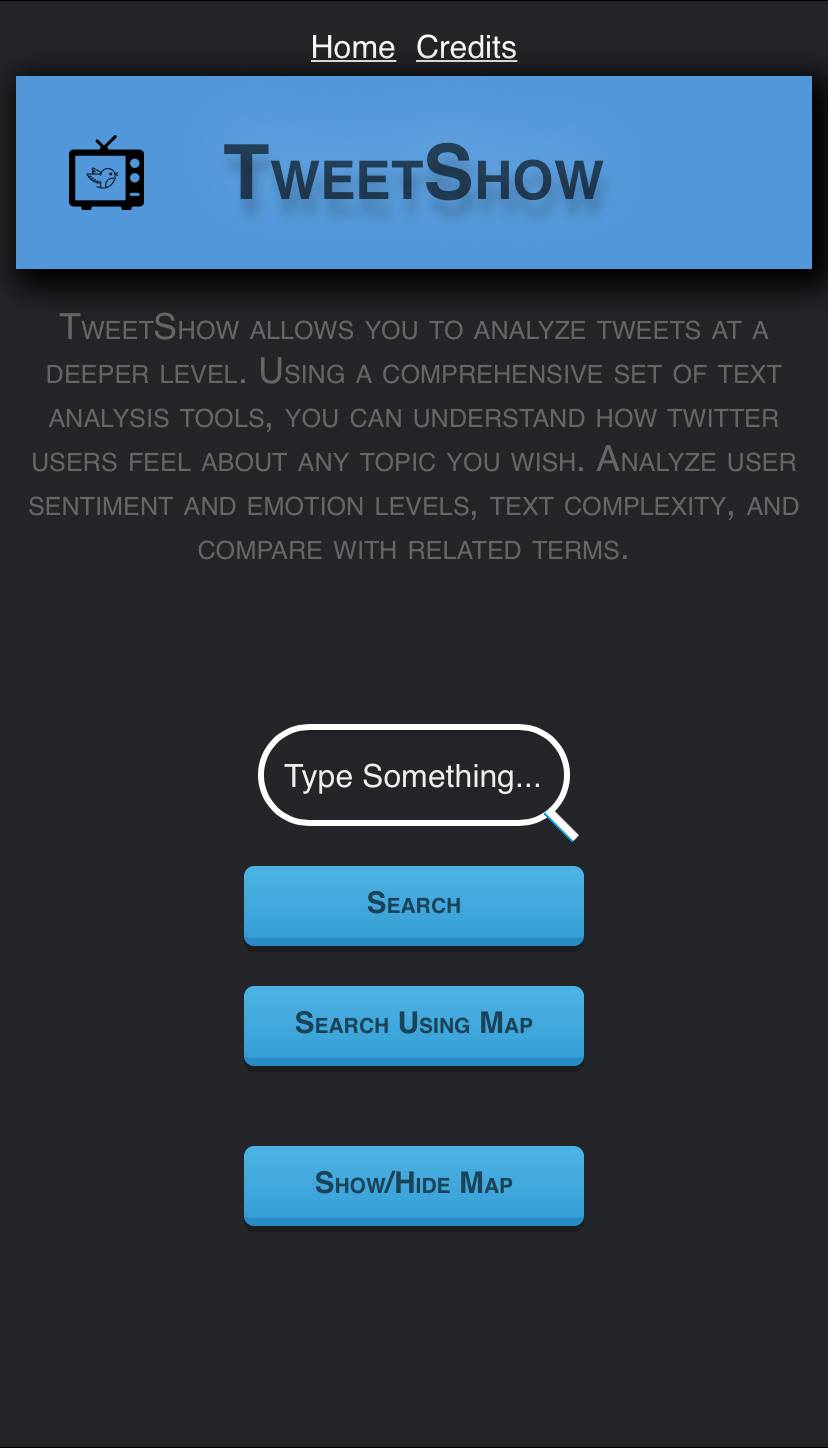 Home Credits
TweetShow
TweetShow allows you to analyze tweets at a
deeper level. Using a comprehensive set of text
analysis tools, you can understand how twitter
users feel about any topic you wish. Analyze user
sentiment and emotion levels, text complexity, and
compare with related terms.
Type Something...
Search
Search Using Map
Show/Hide Map